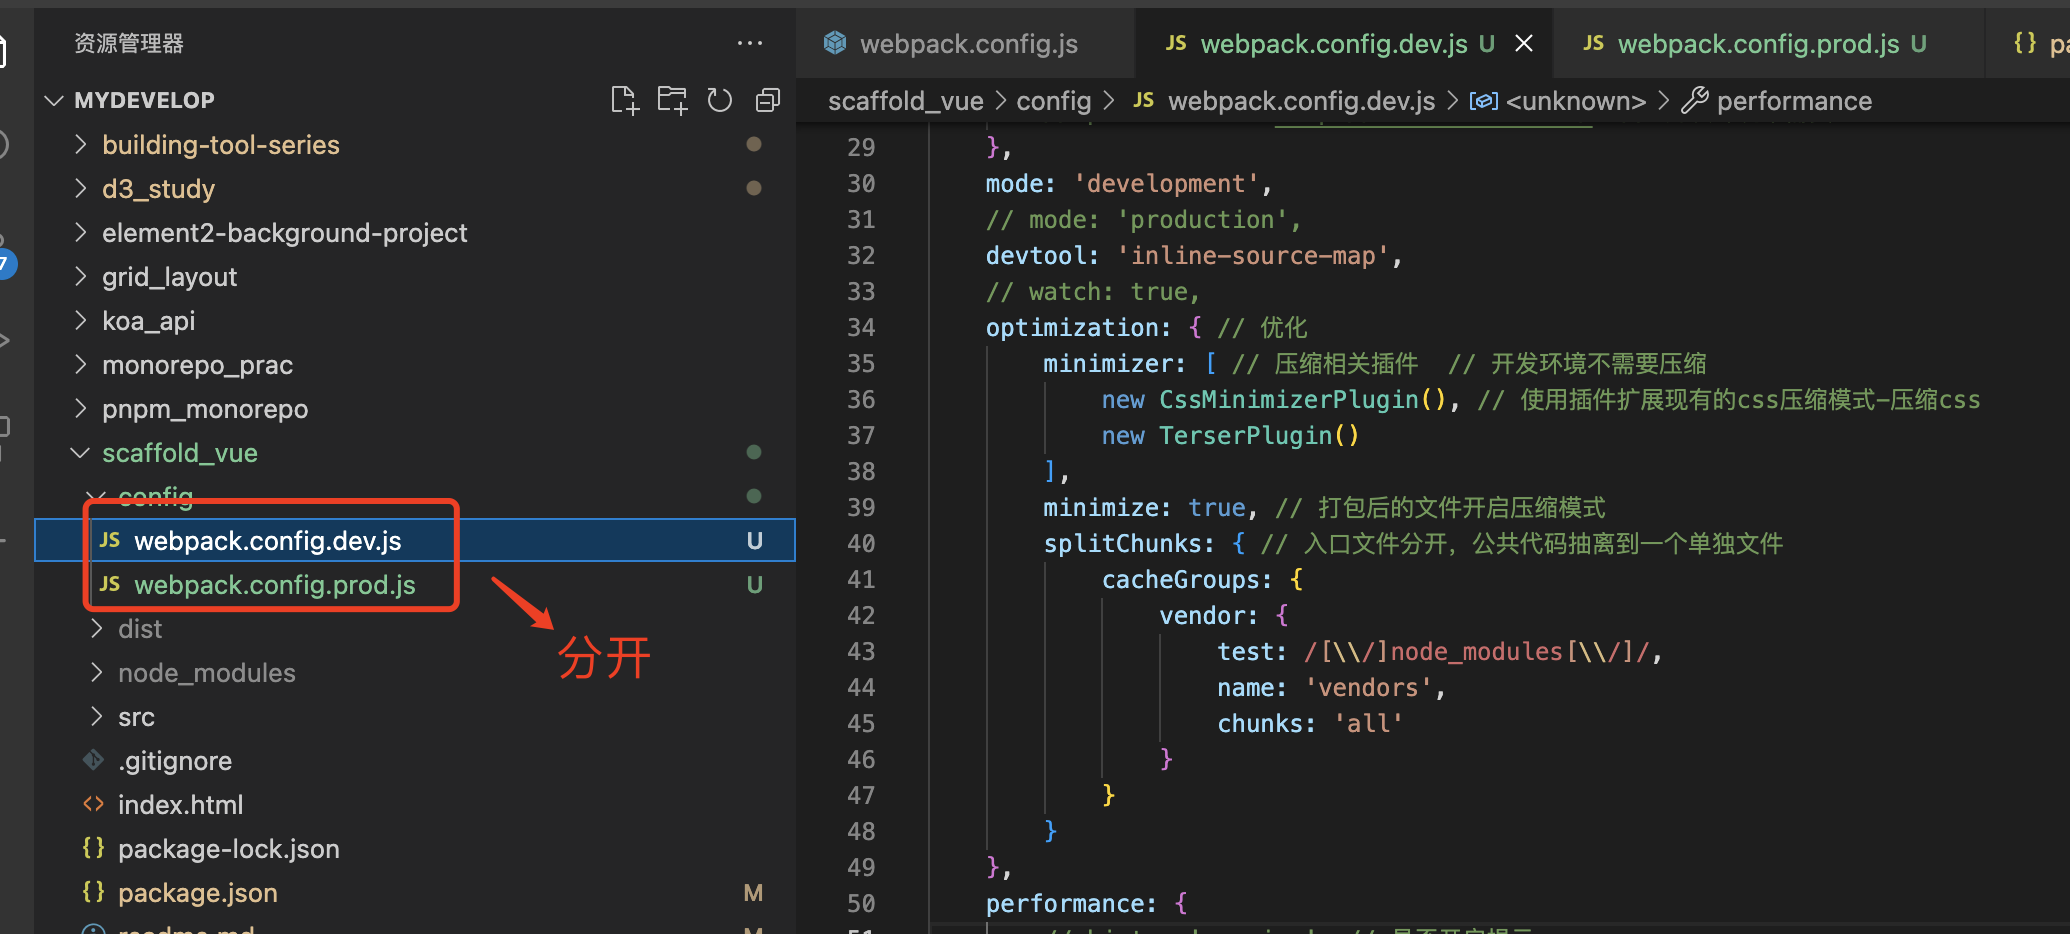 资源管理器
MYDEVELOP
building-tool-series
d3_study
element2-background-project
grid_layout
koa_api
monorepo_prac
pnpm_monorepo
scaffold_vue
config
JS webpack.config.dev.js U
JS webpack.config.prod.js U
分开
dist
node_modules
src
.gitignore
<> index.html
{} package-lock.json
{} package.json M
readme.md M
7
webpack.config.js
JS webpack.config.dev.js U
JS webpack.config.prod.js U
{} pa
scaffold_vue > config > JS webpack.config.dev.js > <unknown> > performance
29 },
30 mode: 'development',
31 // mode: 'production',
32 devtool: 'inline-source-map',
33 // watch: true,
34 optimization: { // 优化
35 minimizer: [ // 压缩相关插件 // 开发环境不需要压缩
36 new CssMinimizerPlugin(), // 使用插件扩展现有的css压缩模式-压缩css
37 new TerserPlugin()
38 ],
39 minimize: true, // 打包后的文件开启压缩模式
40 splitChunks: { // 入口文件分开，公共代码抽离到一个单独文件
41 cacheGroups: {
42 vendor: {
43 test: /[\\/]node_modules[\\/]/,
44 name: 'vendors',
45 chunks: 'all'
46 }
47 }
48 }
49 },
50 performance: {
51